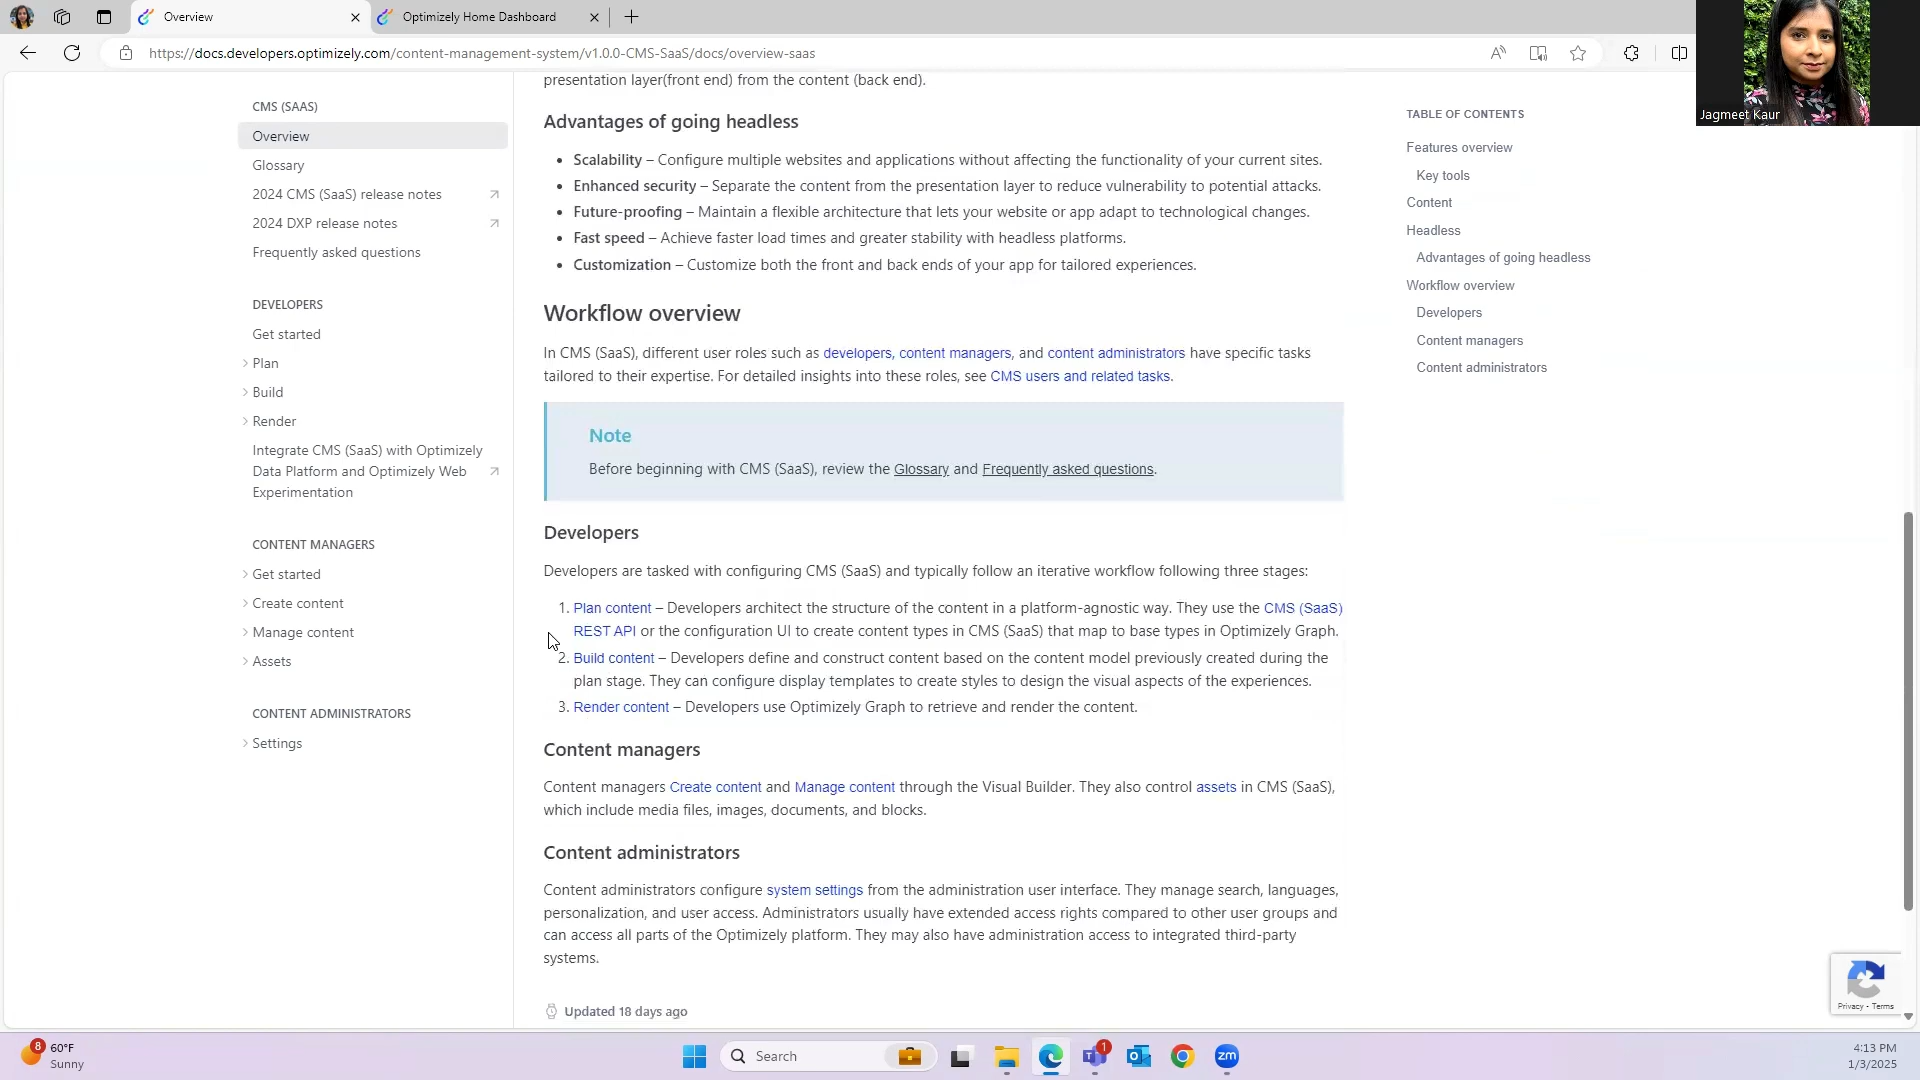 Overview
Optimizely Home Dashboard
https://docs.developers.optimizely.com/content-management-system/v1.0.0-CMS-SaaS/docs/overview-saas
Jagmeet Kaur
CMS (SAAS)
Overview
Glossary
2024 CMS (SaaS) release notes
2024 DXP release notes
Frequently asked questions
DEVELOPERS
Get started
Plan
Build
Render
Integrate CMS (SaaS) with Optimizely
Data Platform and Optimizely Web
Experimentation
CONTENT MANAGERS
Get started
Create content
Manage content
Assets
CONTENT ADMINISTRATORS
Settings
presentation layer(front end) from the content (back end).
Advantages of going headless
• Scalability – Configure multiple websites and applications without affecting the functionality of your current sites.
• Enhanced security – Separate the content from the presentation layer to reduce vulnerability to potential attacks.
• Future-proofing – Maintain a flexible architecture that lets your website or app adapt to technological changes.
• Fast speed – Achieve faster load times and greater stability with headless platforms.
• Customization – Customize both the front and back ends of your app for tailored experiences.
Workflow overview
In CMS (SaaS), different user roles such as developers, content managers, and content administrators have specific tasks
tailored to their expertise. For detailed insights into these roles, see CMS users and related tasks.
Note
Before beginning with CMS (SaaS), review the Glossary and Frequently asked questions.
Developers
Developers are tasked with configuring CMS (SaaS) and typically follow an iterative workflow following three stages:
1. Plan content – Developers architect the structure of the content in a platform-agnostic way. They use the CMS (SaaS)
REST API or the configuration UI to create content types in CMS (SaaS) that map to base types in Optimizely Graph.
2. Build content – Developers define and construct content based on the content model previously created during the
plan stage. They can configure display templates to create styles to design the visual aspects of the experiences.
3. Render content – Developers use Optimizely Graph to retrieve and render the content.
Content managers
Content managers Create content and Manage content through the Visual Builder. They also control assets in CMS (SaaS),
which include media files, images, documents, and blocks.
Content administrators
Content administrators configure system settings from the administration user interface. They manage search, languages,
personalization, and user access. Administrators usually have extended access rights compared to other user groups and
can access all parts of the Optimizely platform. They may also have administration access to integrated third-party
systems.
Updated 18 days ago
TABLE OF CONTENTS
Features overview
Key tools
Content
Headless
Advantages of going headless
Workflow overview
Developers
Content managers
Content administrators
Privacy - Terms
8
60°F
Sunny
Search
1
zm
4:13 PM
1/3/2025